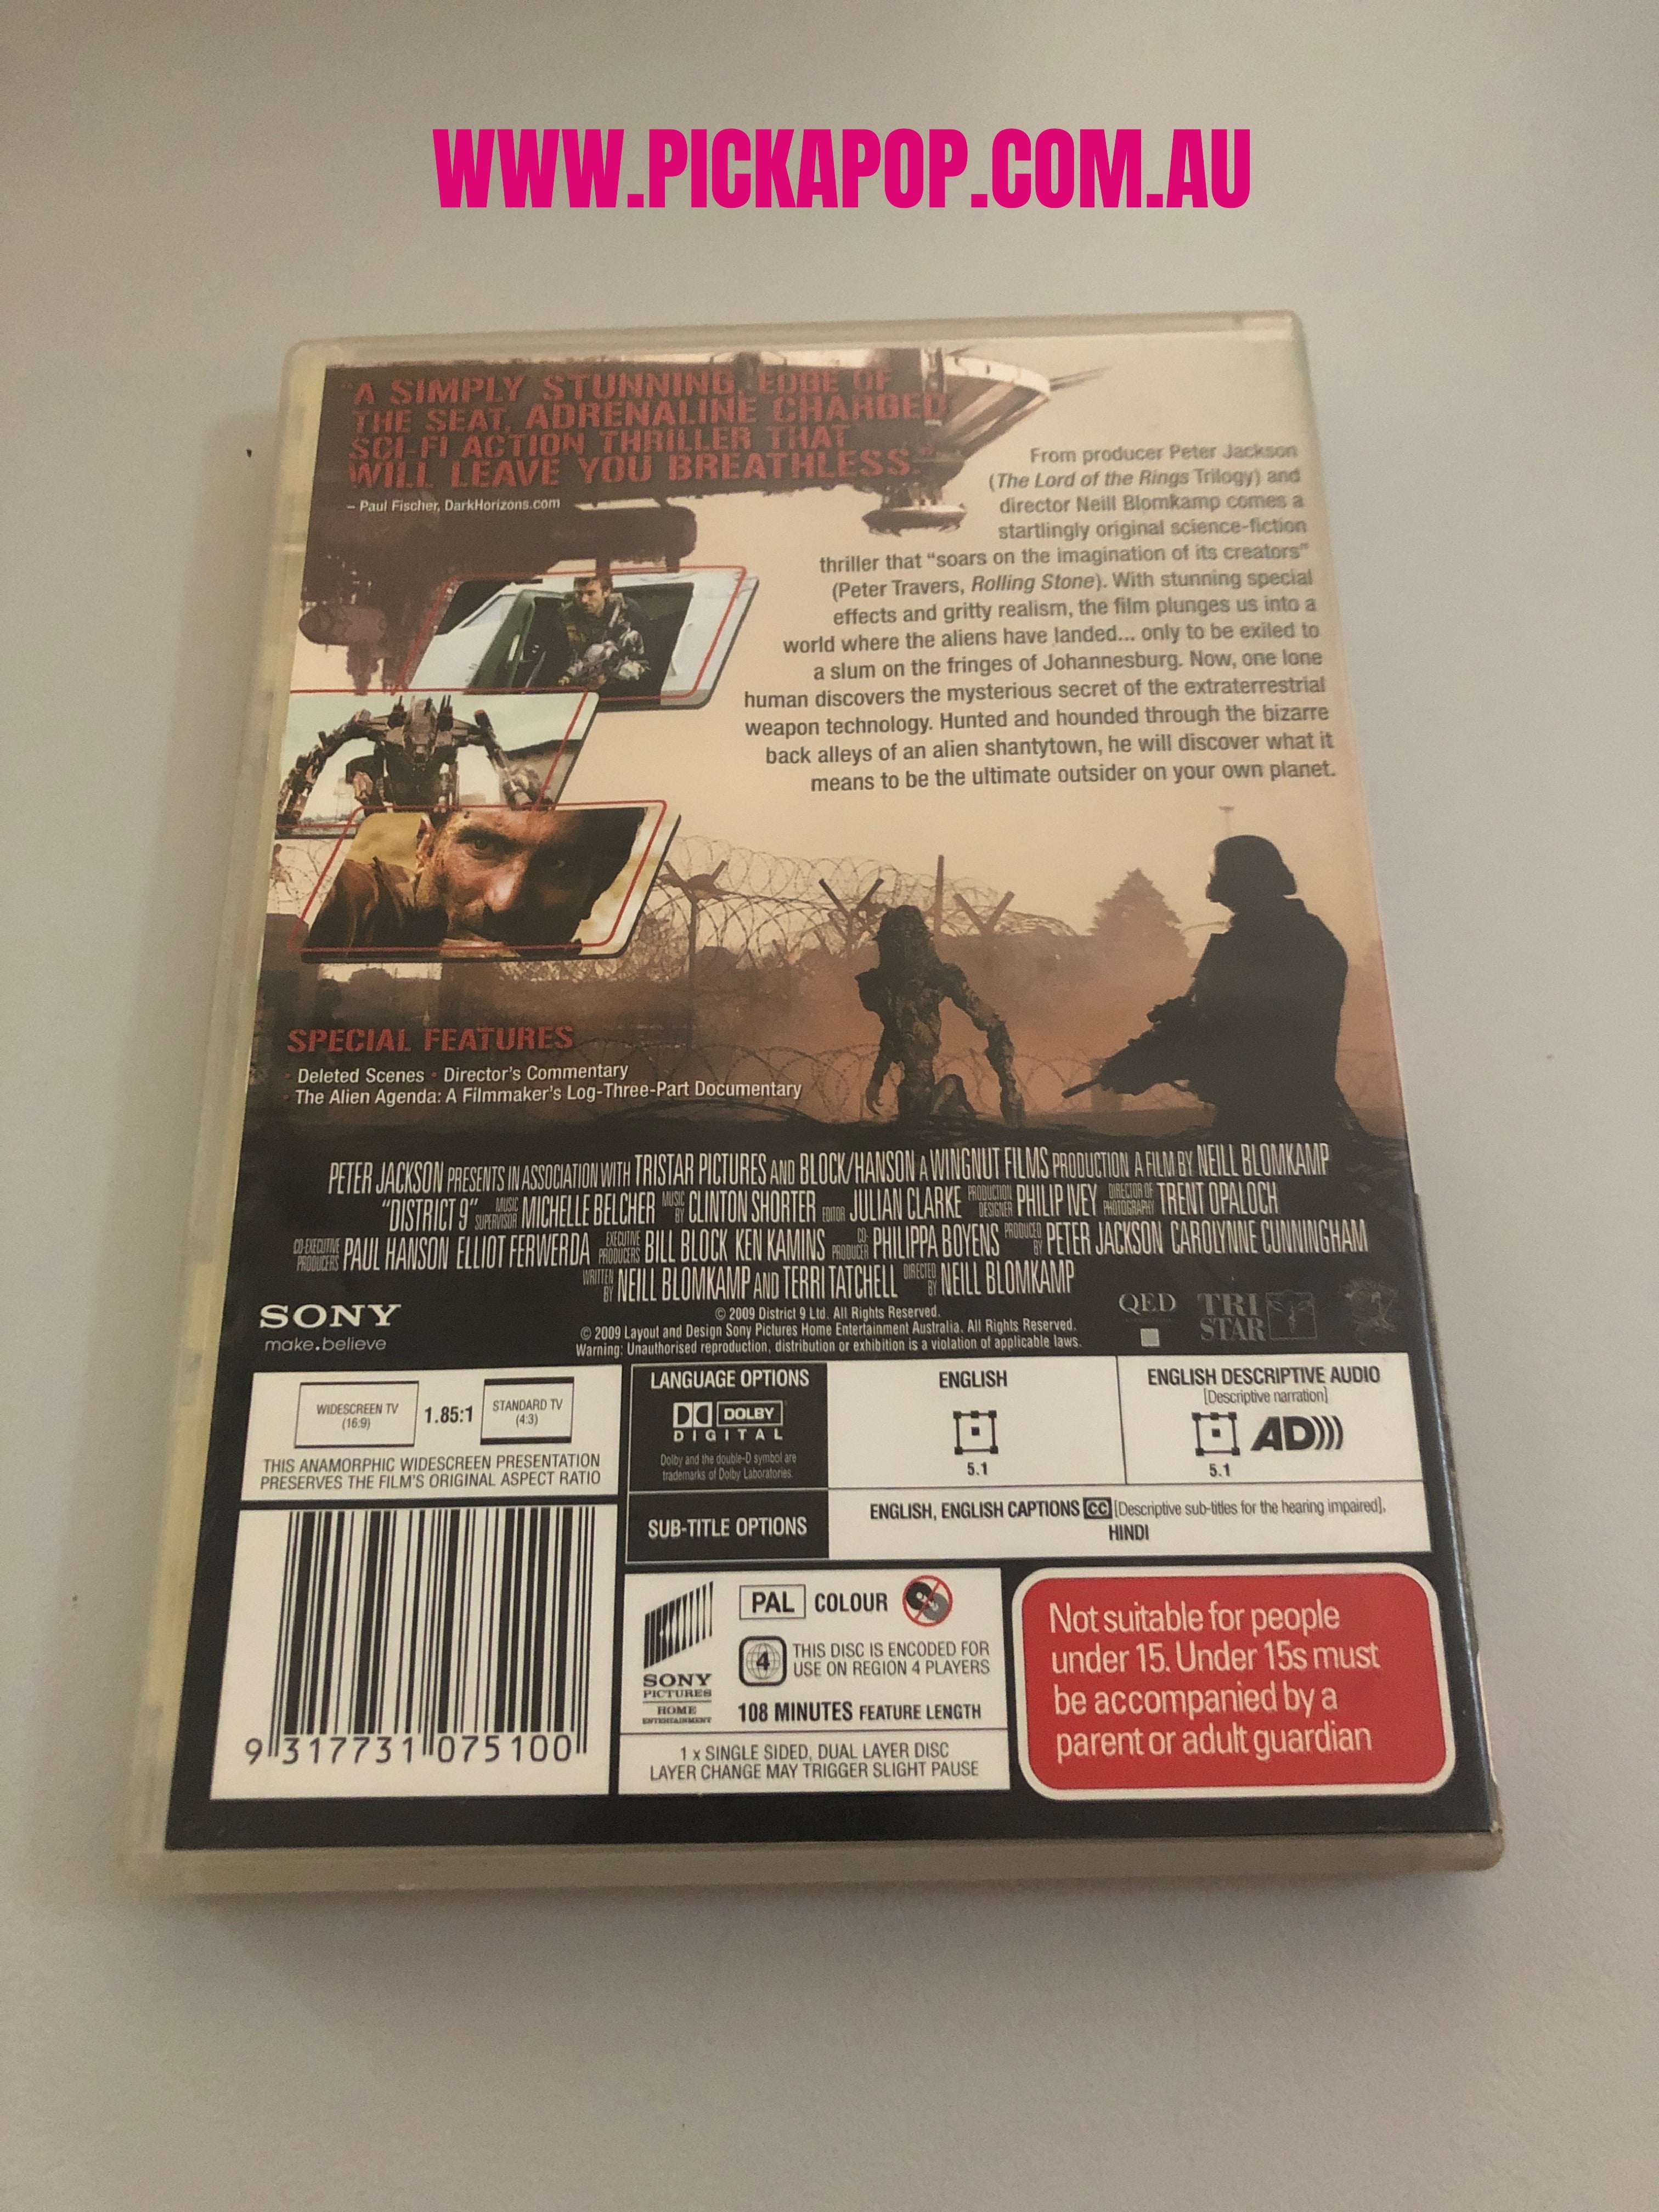 WWW.PICKAPOP.COM.AU
"A SIMPLY STUNNING, EDGE OF
THE SEAT, ADRENALINE CHARGED
SCI-FI ACTION THRILLER THAT
WILL LEAVE YOU BREATHLESS."
– Paul Fischer, DarkHorizons.com
From producer Peter Jackson
(The Lord of the Rings Trilogy) and
director Neill Blomkamp comes a
startlingly original science-fiction
thriller that "soars on the imagination of its creators"
(Peter Travers, Rolling Stone). With stunning special
effects and gritty realism, the film plunges us into a
world where the aliens have landed... only to be exiled to
a slum on the fringes of Johannesburg. Now, one lone
human discovers the mysterious secret of the extraterrestrial
weapon technology. Hunted and hounded through the bizarre
back alleys of an alien shantytown, he will discover what it
means to be the ultimate outsider on your own planet.
SPECIAL FEATURES
• Deleted Scenes • Director's Commentary
• The Alien Agenda: A Filmmaker's Log-Three-Part Documentary
PETER JACKSON PRESENTS IN ASSOCIATION WITH TRISTAR PICTURES AND BLOCK/HANSON A WINGNUT FILMS PRODUCTION A FILM BY NEILL BLOMKAMP
"DISTRICT 9" MUSIC SUPERVISOR MICHELLE BELCHER MUSIC BY CLINTON SHORTER EDITOR JULIAN CLARKE PRODUCTION DESIGNER PHILIP IVEY DIRECTOR OF PHOTOGRAPHY TRENT OPALOCH
CO-EXECUTIVE PRODUCERS PAUL HANSON ELLIOT FERWERDA EXECUTIVE PRODUCERS BILL BLOCK KEN KAMINS CO-PRODUCER PHILIPPA BOYENS PRODUCED BY PETER JACKSON CAROLYNNE CUNNINGHAM
WRITTEN BY NEILL BLOMKAMP AND TERRI TATCHELL DIRECTED BY NEILL BLOMKAMP
SONY
make.believe
© 2009 District 9 Ltd. All Rights Reserved.
© 2009 Layout and Design Sony Pictures Home Entertainment Australia. All Rights Reserved.
Warning: Unauthorised reproduction, distribution or exhibition is a violation of applicable laws.
QED
TRI
STAR
WIDESCREEN TV
(16:9)
1.85:1
STANDARD TV
(4:3)
THIS ANAMORPHIC WIDESCREEN PRESENTATION
PRESERVES THE FILM'S ORIGINAL ASPECT RATIO
LANGUAGE OPTIONS
DOLBY
DIGITAL
Dolby and the double-D symbol are
trademarks of Dolby Laboratories.
ENGLISH
5.1
ENGLISH DESCRIPTIVE AUDIO
[Descriptive narration]
AD)))
5.1
SUB-TITLE OPTIONS
ENGLISH, ENGLISH CAPTIONS CC [Descriptive sub-titles for the hearing impaired],
HINDI
9 317731 075100
SONY
PICTURES
HOME
ENTERTAINMENT
PAL COLOUR
4
THIS DISC IS ENCODED FOR
USE ON REGION 4 PLAYERS
108 MINUTES FEATURE LENGTH
1 x SINGLE SIDED, DUAL LAYER DISC
LAYER CHANGE MAY TRIGGER SLIGHT PAUSE
Not suitable for people
under 15. Under 15s must
be accompanied by a
parent or adult guardian